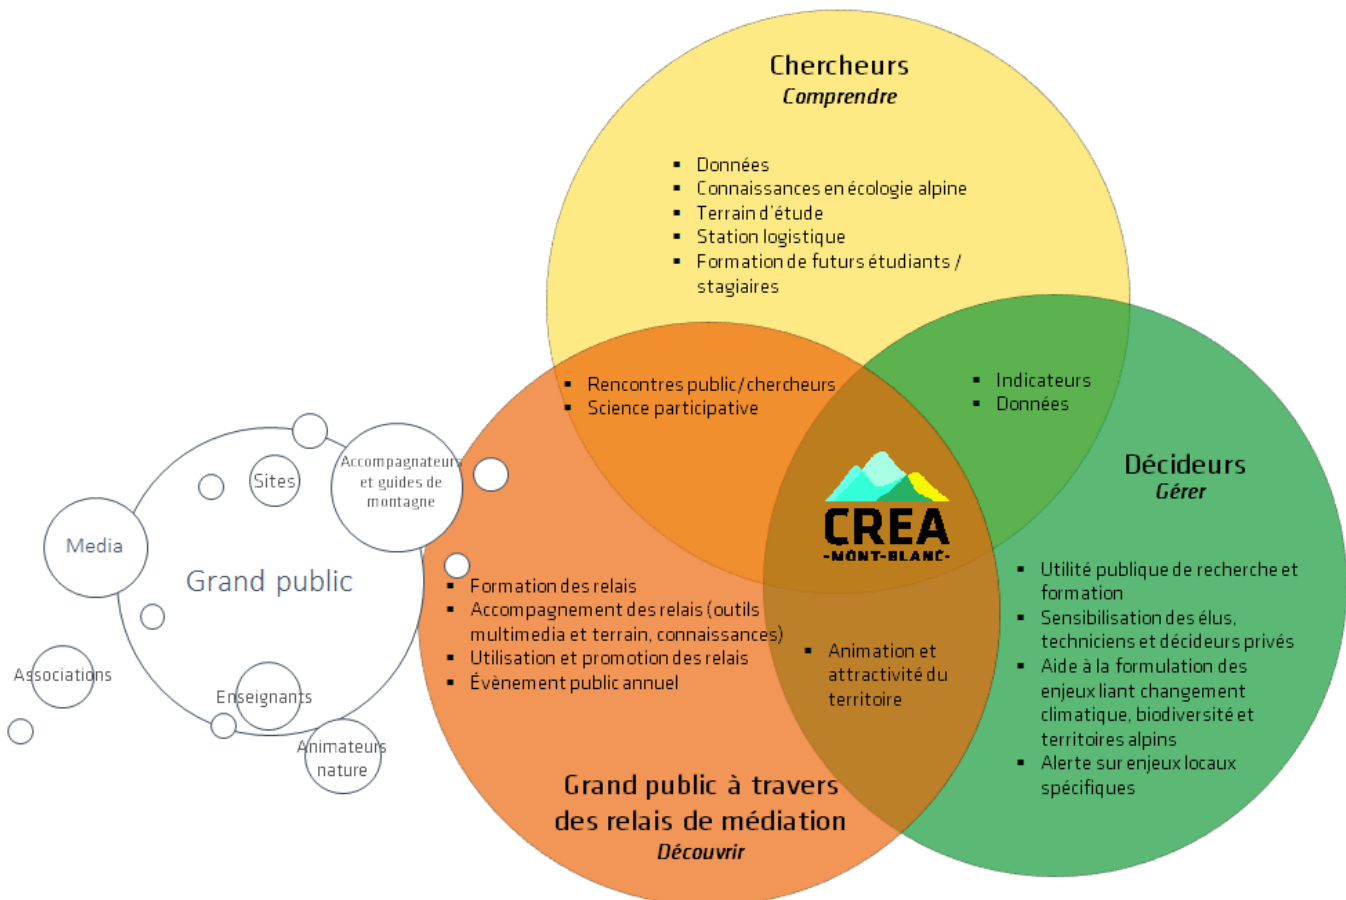 Chercheurs
Comprendre
▪ Données
▪ Connaissances en écologie alpine
▪ Terrain d'étude
▪ Station logistique
▪ Formation de futurs étudiants /
stagiaires
▪ Rencontres public/chercheurs
▪ Science participative
▪ Indicateurs
▪ Données
CREA
-MONT-BLANC-
Décideurs
Gérer
▪ Utilité publique de recherche et
formation
▪ Sensibilisation des élus,
techniciens et décideurs privés
▪ Aide à la formulation des
enjeux liant changement
climatique, biodiversité et
territoires alpins
▪ Alerte sur enjeux locaux
spécifiques
▪ Animation et
attractivité du
territoire
▪ Formation des relais
▪ Accompagnement des relais (outils
multimedia et terrain, connaissances)
▪ Utilisation et promotion des relais
▪ Évènement public annuel
Grand public à travers
des relais de médiation
Découvrir
Accompagnateurs
et guides de
montagne
Sites
Media
Grand public
Associations
Enseignants
Animateurs
nature